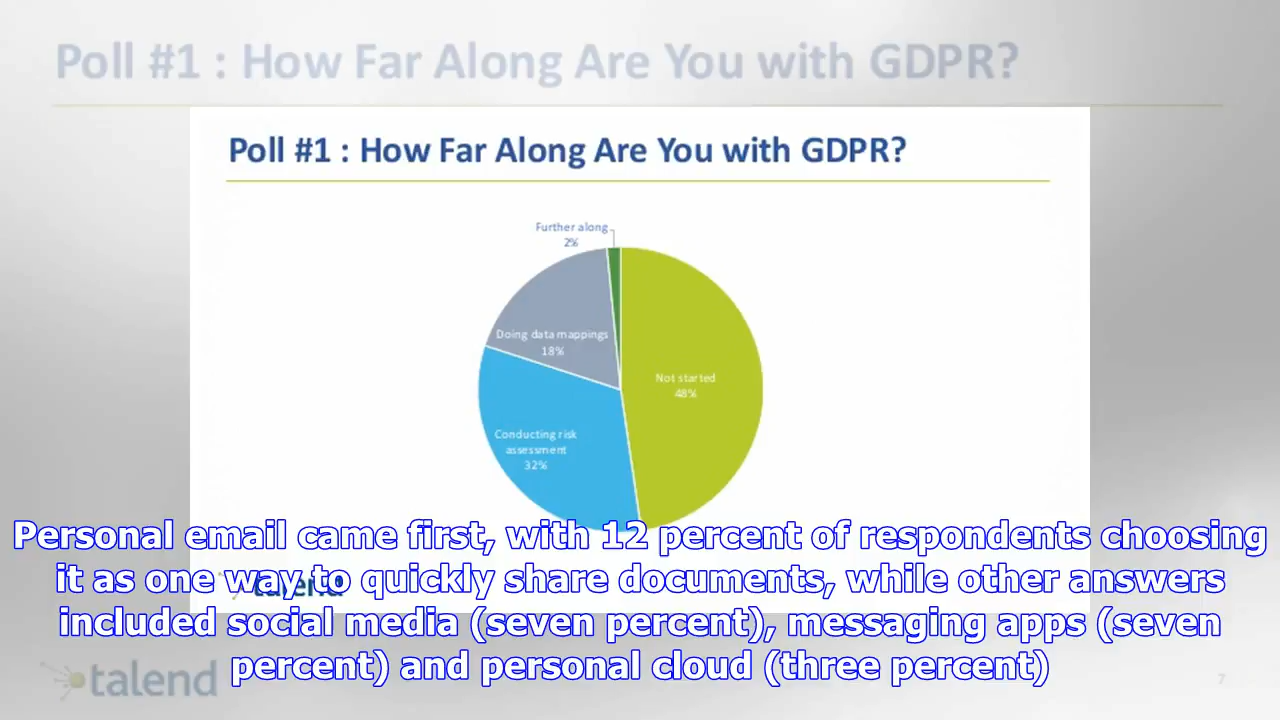 Poll #1 : How Far Along Are You with GDPR?
Poll #1 : How Far Along Are You with GDPR?
Further along
2%
Doing data mappings
18%
Not started
48%
Conducting risk
assessment
32%
talend
Personal email came first, with 12 percent of respondents choosing
it as one way to quickly share documents, while other answers
included social media (seven percent), messaging apps (seven
percent) and personal cloud (three percent)
talend
7